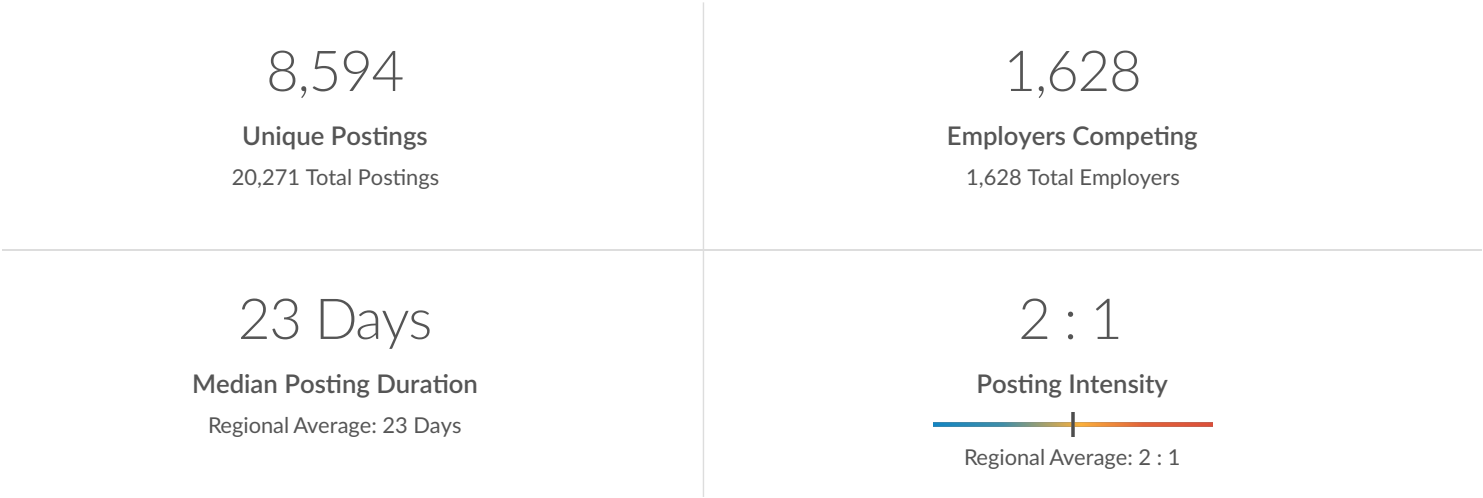 8,594
Unique Postings
20,271 Total Postings
1,628
Employers Competing
1,628 Total Employers
23 Days
Median Posting Duration
Regional Average: 23 Days
2 : 1
Posting Intensity
Regional Average: 2 : 1